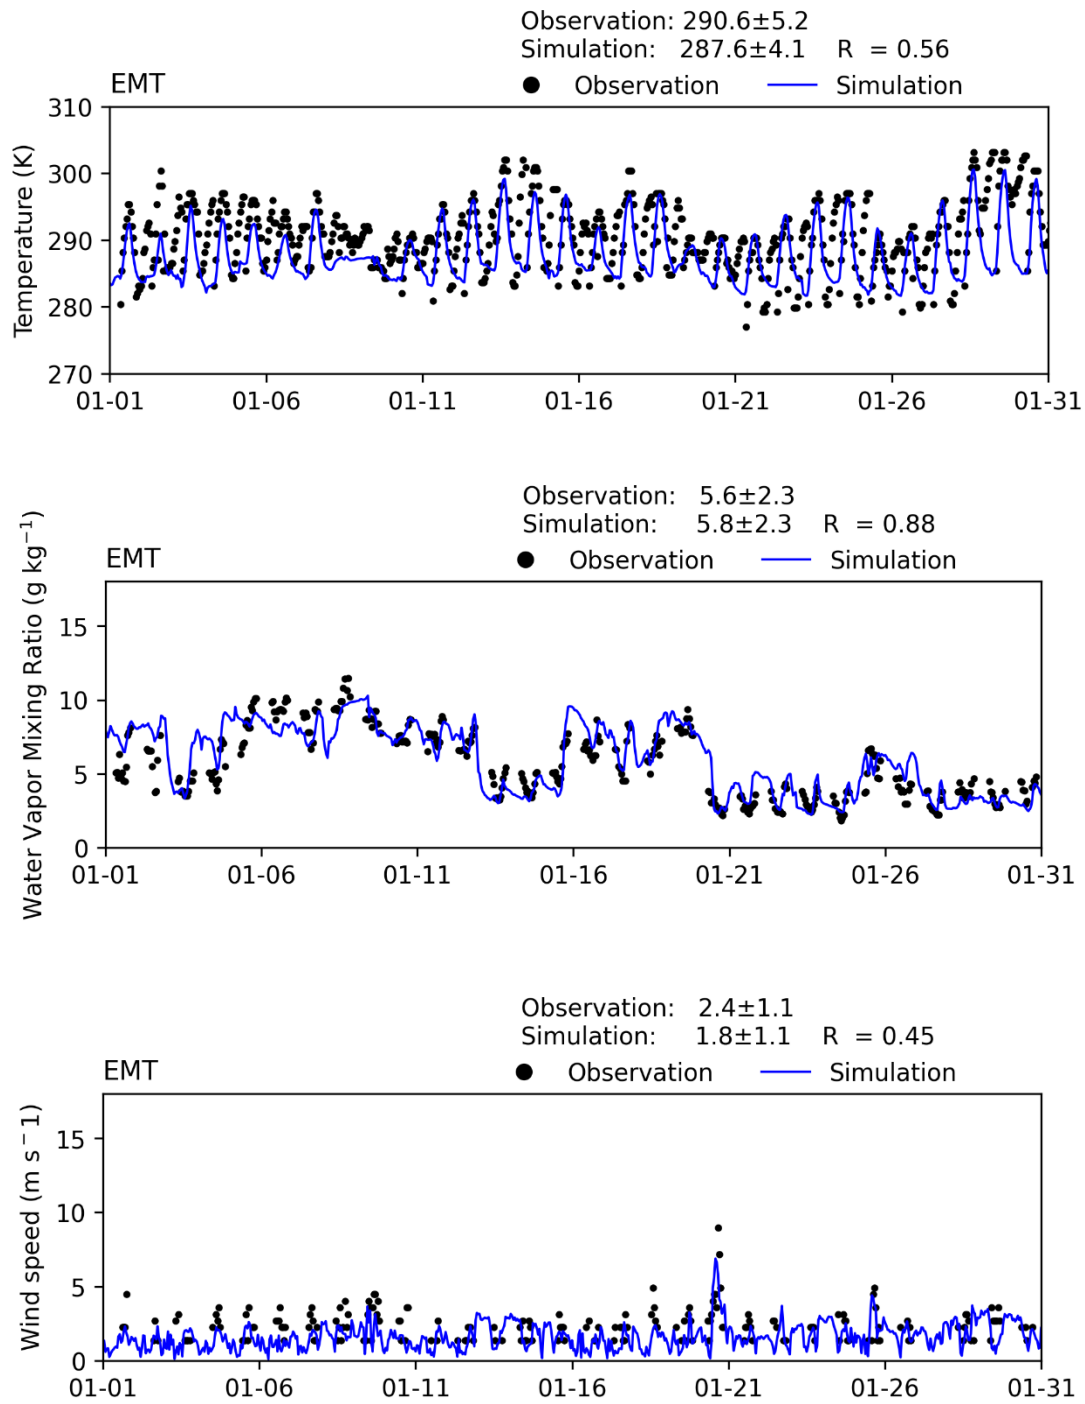 Observation: 290.6±5.2
Simulation: 287.6±4.1 R = 0.56
EMT
Observation Simulation
310
300
290
280
270
Temperature (K)
01-01 01-06 01-11 01-16 01-21 01-26 01-31
Observation: 5.6±2.3
Simulation: 5.8±2.3 R = 0.88
EMT
Observation Simulation
15
10
5
0
Water Vapor Mixing Ratio (g kg⁻¹)
01-01 01-06 01-11 01-16 01-21 01-26 01-31
Observation: 2.4±1.1
Simulation: 1.8±1.1 R = 0.45
EMT
Observation Simulation
15
10
5
0
Wind speed (m s − 1)
01-01 01-06 01-11 01-16 01-21 01-26 01-31